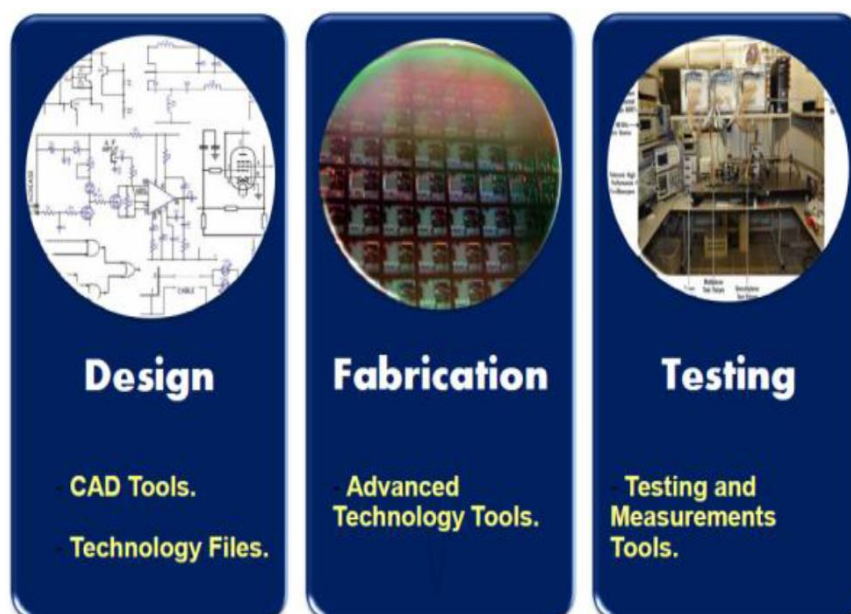 Design
- CAD Tools.
- Technology Files.
Fabrication
- Advanced
Technology Tools.
Testing
- Testing and
Measurements
Tools.